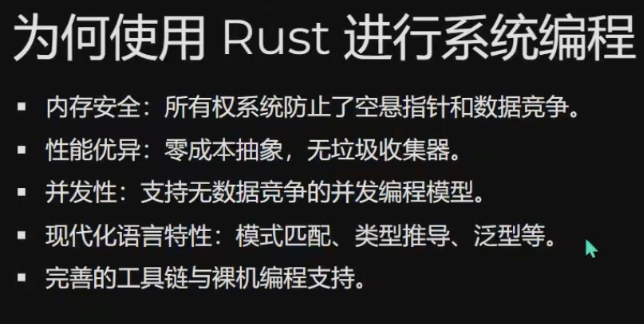 为何使用 Rust 进行系统编程
▪ 内存安全：所有权系统防止了空悬指针和数据竞争。
▪ 性能优异：零成本抽象，无垃圾收集器。
▪ 并发性：支持无数据竞争的并发编程模型。
▪ 现代化语言特性：模式匹配、类型推导、泛型等。
▪ 完善的工具链与裸机编程支持。